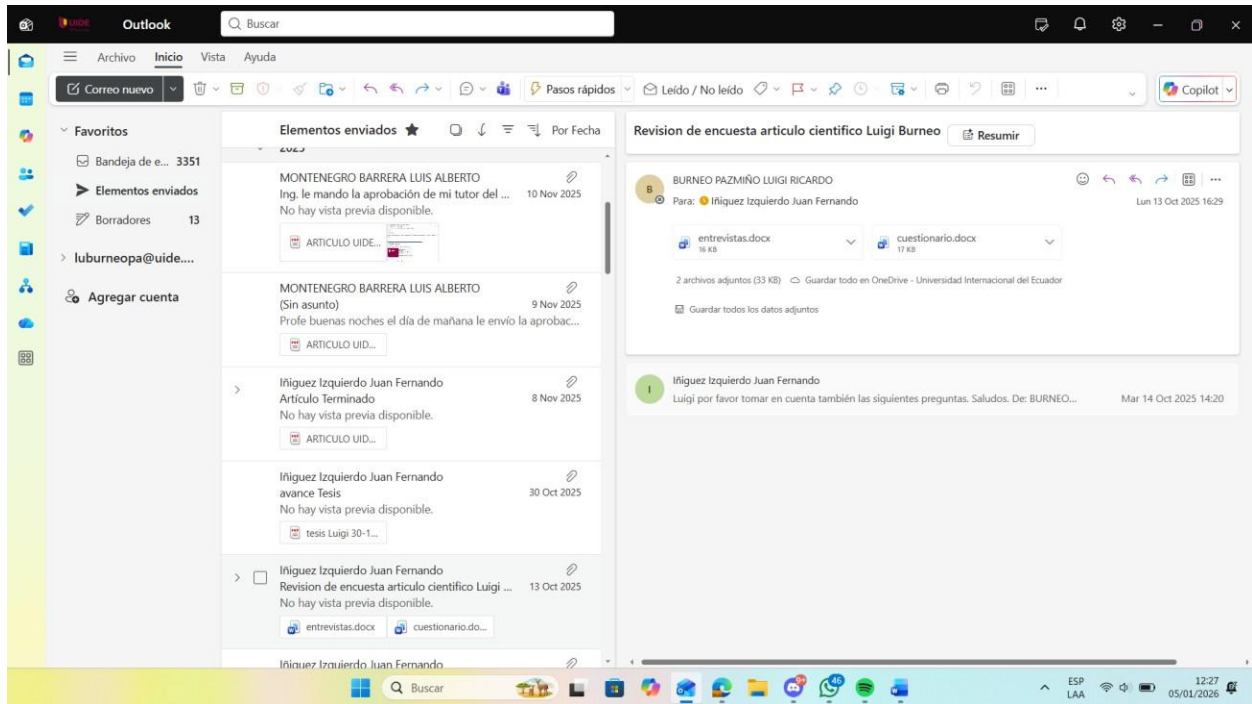 UIDE
Outlook
Buscar
Archivo Inicio Vista Ayuda
Correo nuevo
Pasos rápidos
Leído / No leído
Copilot
Favoritos
Bandeja de e... 3351
Elementos enviados
Borradores 13
luburneopa@uide....
Agregar cuenta
Elementos enviados
Por Fecha
2025
MONTENEGRO BARRERA LUIS ALBERTO
Ing. le mando la aprobación de mi tutor del ... 10 Nov 2025
No hay vista previa disponible.
ARTICULO UIDE...
MONTENEGRO BARRERA LUIS ALBERTO
(Sin asunto) 9 Nov 2025
Profe buenas noches el día de mañana le envío la aprobac...
ARTICULO UID...
Iñiguez Izquierdo Juan Fernando
Artículo Terminado 8 Nov 2025
No hay vista previa disponible.
ARTICULO UID...
Iñiguez Izquierdo Juan Fernando
avance Tesis 30 Oct 2025
No hay vista previa disponible.
tesis Luigi 30-1...
Iñiguez Izquierdo Juan Fernando
Revision de encuesta articulo cientifico Luigi ... 13 Oct 2025
No hay vista previa disponible.
entrevistas.docx cuestionario.do...
Iñiguez Izquierdo Juan Fernando
Revision de encuesta articulo cientifico Luigi Burneo
Resumir
B
BURNEO PAZMIÑO LUIGI RICARDO
Para: Iñiguez Izquierdo Juan Fernando
Lun 13 Oct 2025 16:29
entrevistas.docx
16 KB
cuestionario.docx
17 KB
2 archivos adjuntos (33 KB) Guardar todo en OneDrive - Universidad Internacional del Ecuador
Guardar todos los datos adjuntos
I
Iñiguez Izquierdo Juan Fernando
Luigi por favor tomar en cuenta también las siguientes preguntas. Saludos. De: BURNEO... Mar 14 Oct 2025 14:20
Buscar
46
ESP
LAA
12:27
05/01/2026